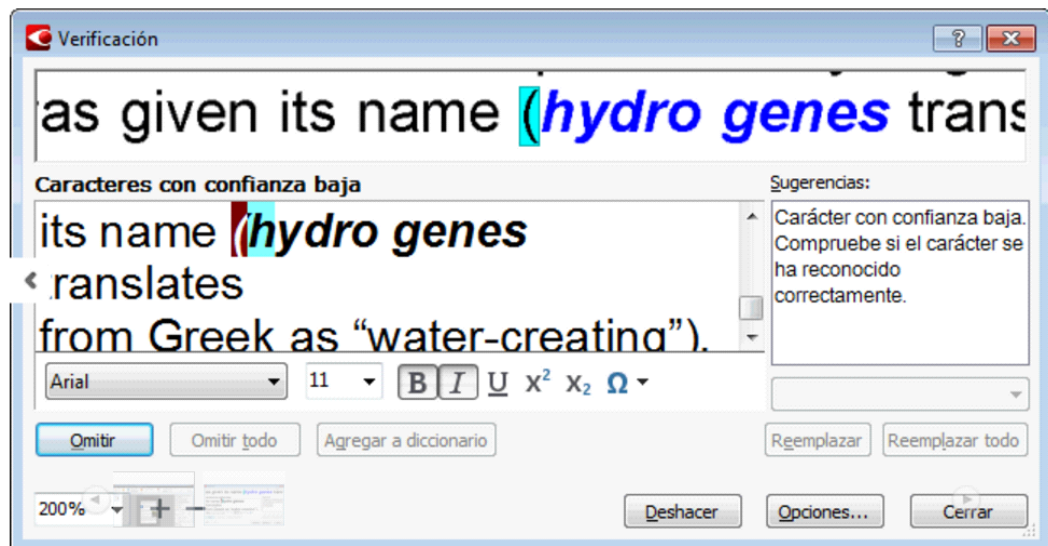 Verificación
as given its name (hydro genes trans
Caracteres con confianza baja
Sugerencias:
its name (hydro genes
ranslates
from Greek as “water-creating”).
Carácter con confianza baja.
Compruebe si el carácter se
ha reconocido
correctamente.
Arial 11 B I U X² X₂ Ω
Omitir Omitir todo Agregar a diccionario Reemplazar Reemplazar todo
200% Deshacer Opciones... Cerrar